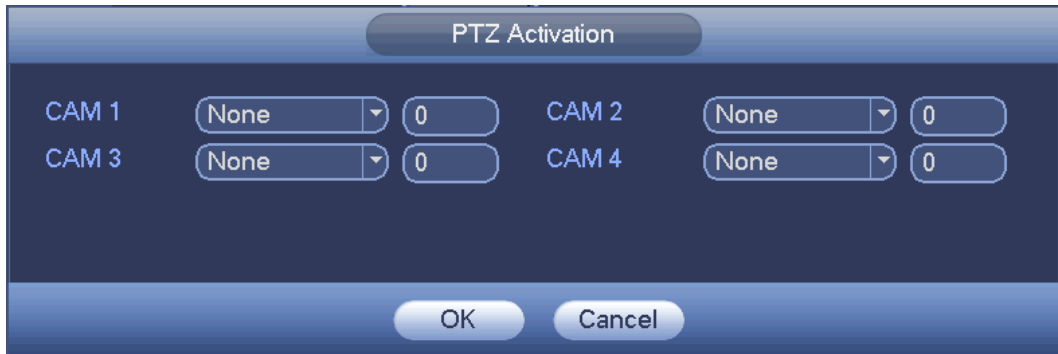 PTZ Activation
CAM 1 None 0 CAM 2 None 0
CAM 3 None 0 CAM 4 None 0
OK Cancel